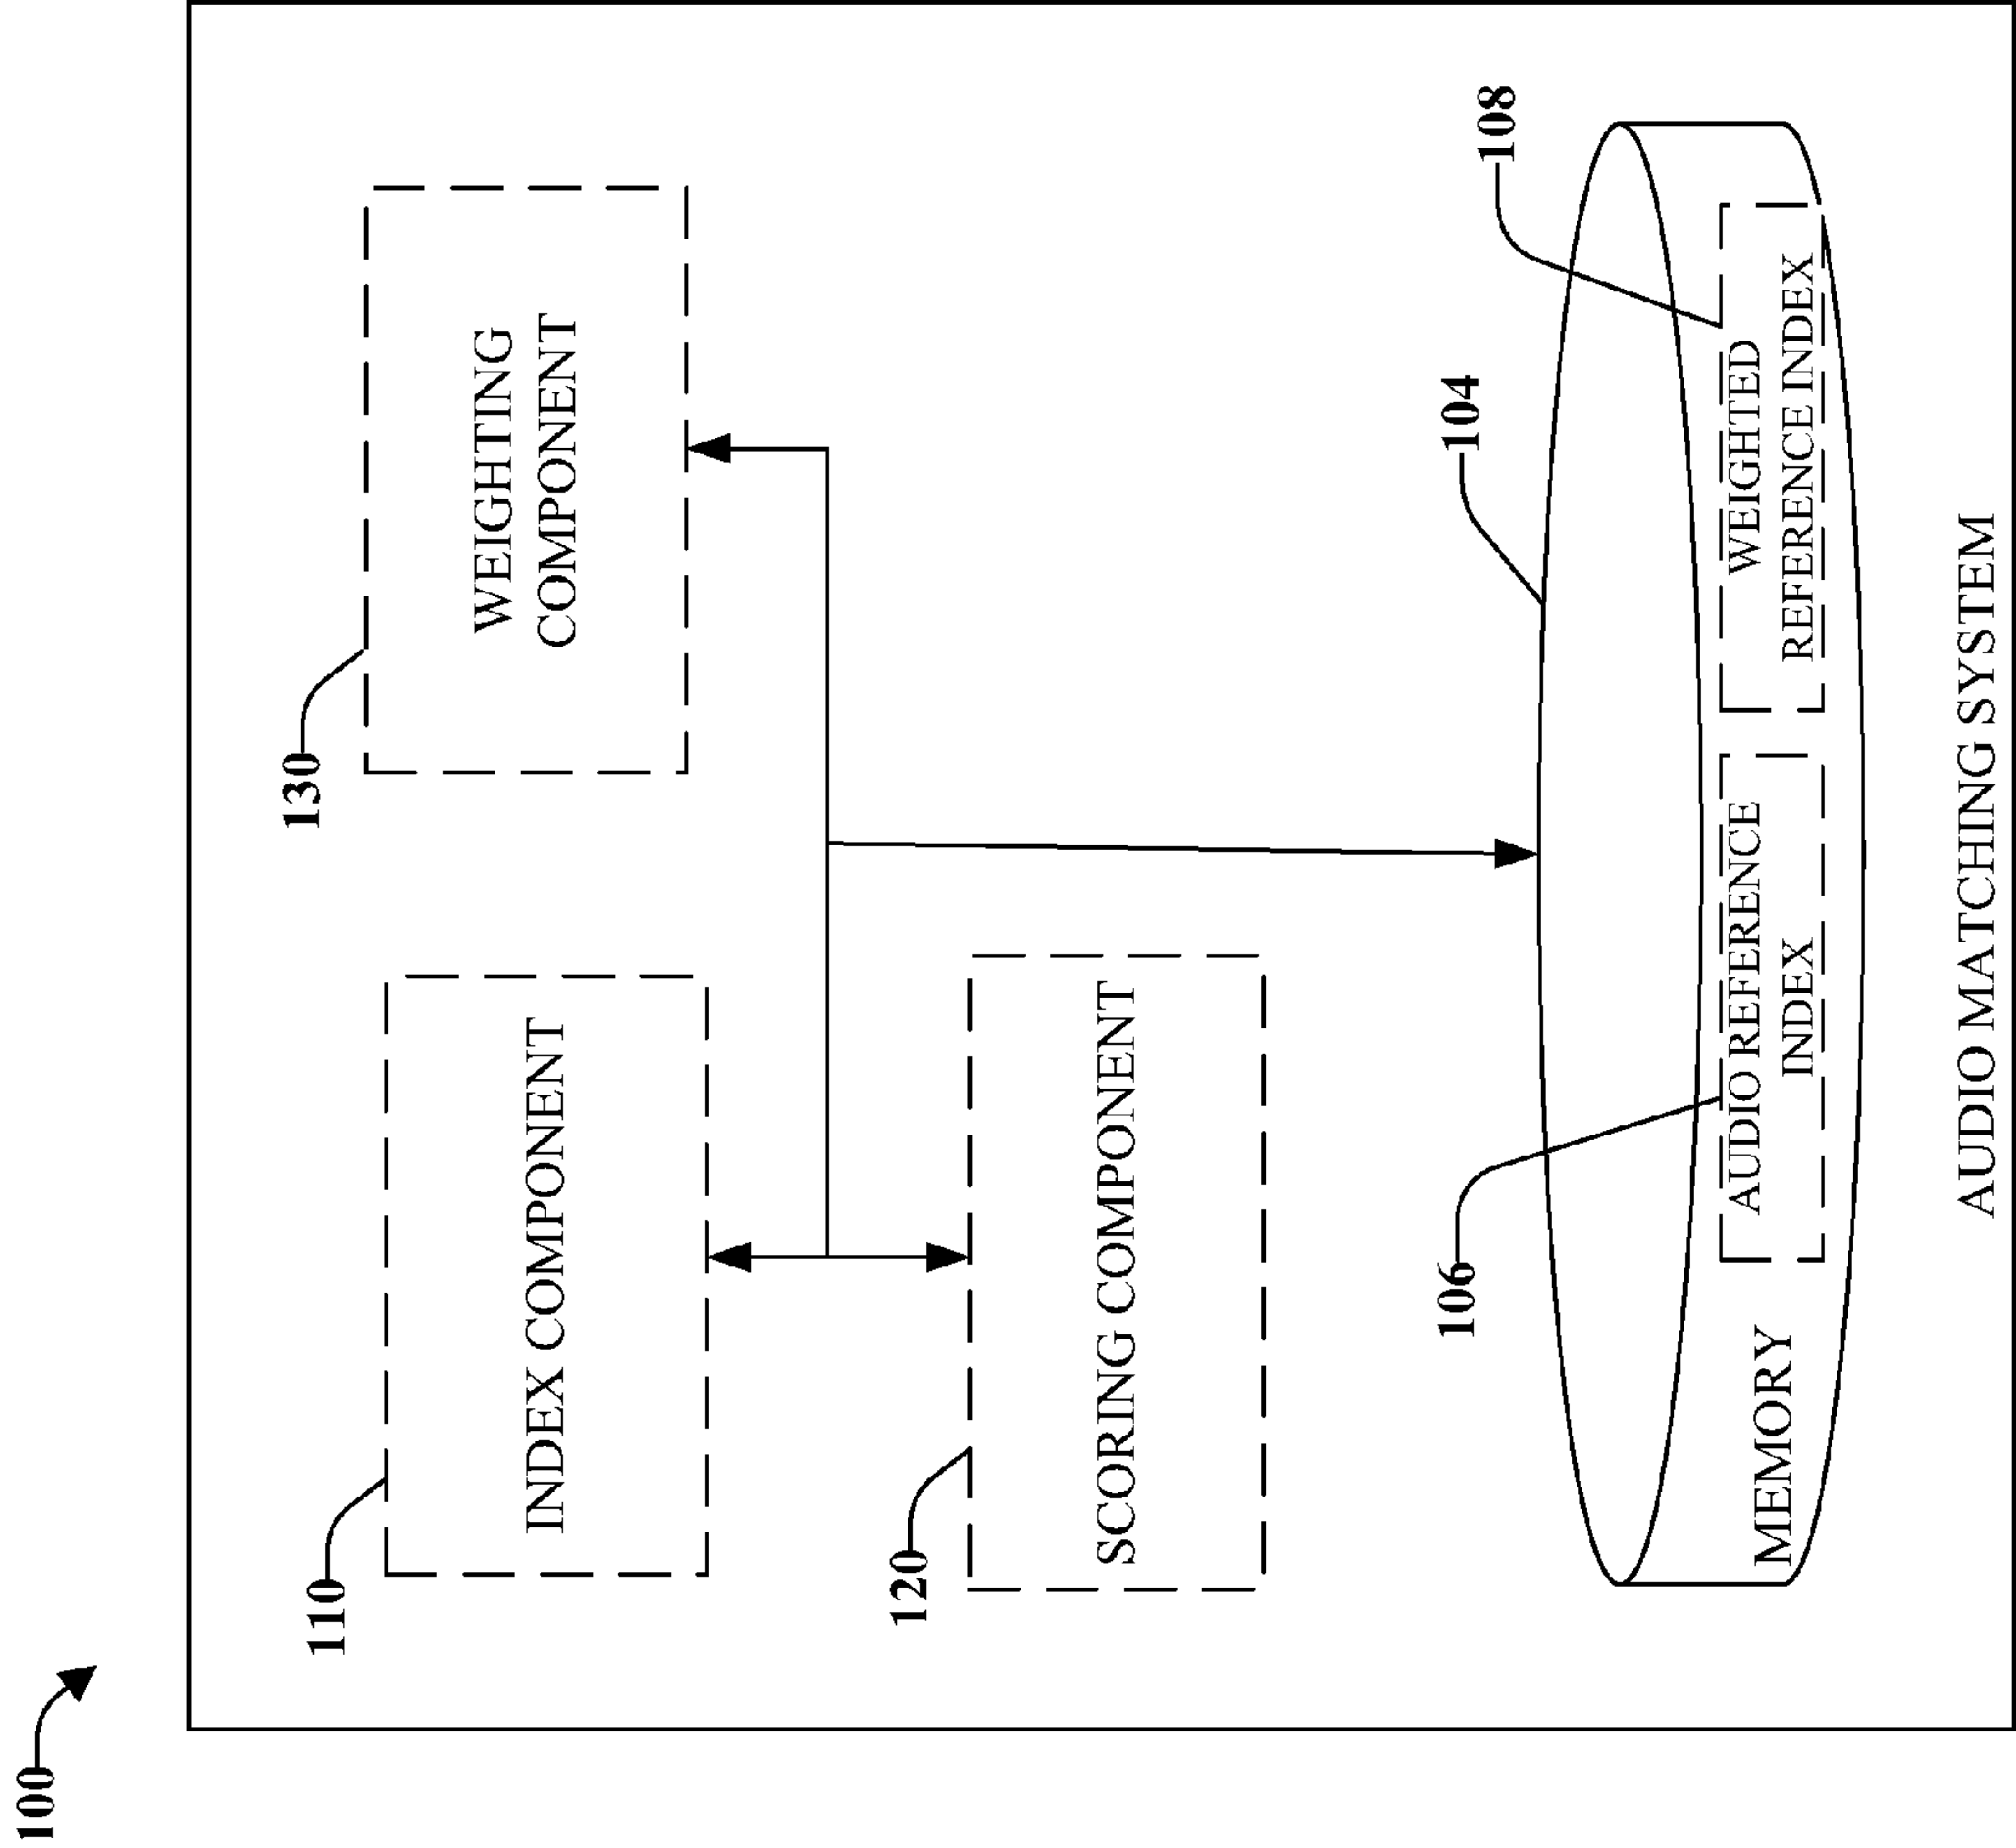 100
110
INDEX COMPONENT
130
WEIGHTING
COMPONENT
120
SCORING COMPONENT
104
106
108
MEMORY
AUDIO REFERENCE
INDEX
WEIGHTED
REFERENCE INDEX
AUDIO MATCHING SYSTEM